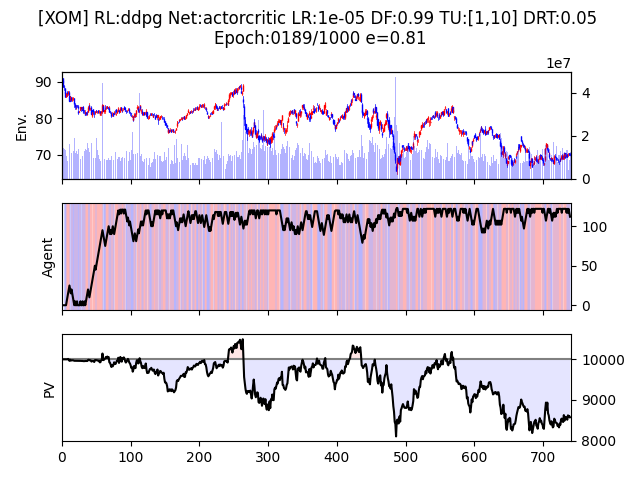 [XOM] RL:ddpg Net:actorcritic LR:1e-05 DF:0.99 TU:[1,10] DRT:0.05
Epoch:0189/1000 e=0.81
1e7
90
80
70
Env.
4
2
0
Agent
100
50
0
PV
10000
9000
8000
0 100 200 300 400 500 600 700